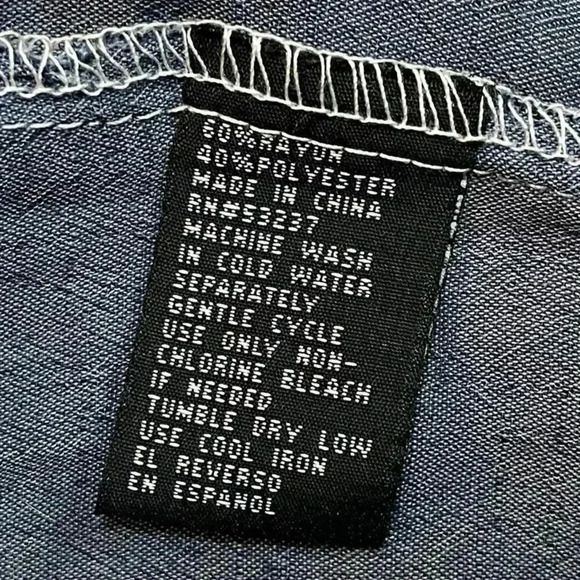 60%RAYON
40%POLYESTER
MADE IN CHINA
RN#53237
MACHINE WASH
IN COLD WATER
SEPARATELY
GENTLE CYCLE
USE ONLY NON-
CHLORINE BLEACH
IF NEEDED
TUMBLE DRY LOW
USE COOL IRON
EL REVERSO
EN ESPANOL